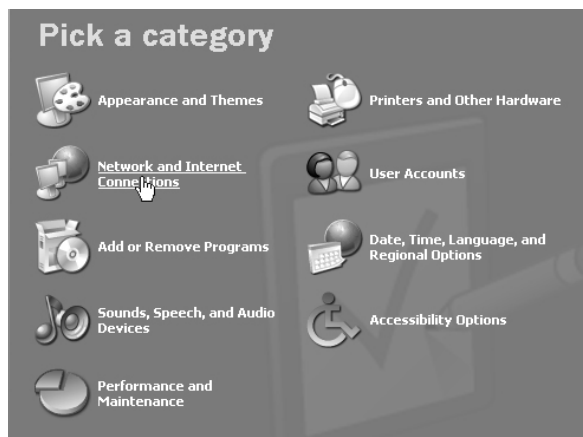 Pick a category
Appearance and Themes
Network and Internet
Connections
Add or Remove Programs
Sounds, Speech, and Audio
Devices
Performance and
Maintenance
Printers and Other Hardware
User Accounts
Date, Time, Language, and
Regional Options
Accessibility Options